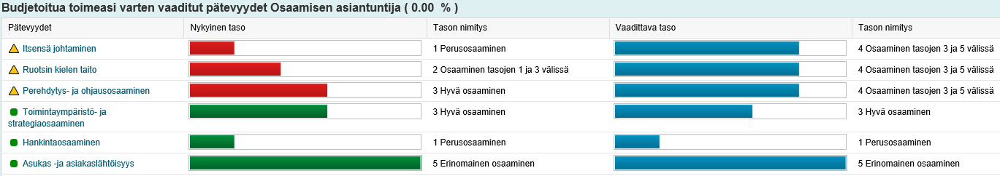 Budjetoitua toimeasi varten vaaditut pätevyydet Osaamisen asiantuntija ( 0.00 % )
Pätevyydet Nykyinen taso Tason nimitys Vaadittava taso Tason nimitys
Itsensä johtaminen 1 Perusosaaminen 4 Osaaminen tasojen 3 ja 5 välissä
Ruotsin kielen taito 2 Osaaminen tasojen 1 ja 3 välissä 4 Osaaminen tasojen 3 ja 5 välissä
Perehdytys- ja ohjausosaaminen 3 Hyvä osaaminen 4 Osaaminen tasojen 3 ja 5 välissä
Toimintaympäristö- ja 3 Hyvä osaaminen 3 Hyvä osaaminen
strategiaosaaminen
Hankintaosaaminen 1 Perusosaaminen 1 Perusosaaminen
Asukas -ja asiakaslähtöisyys 5 Erinomainen osaaminen 5 Erinomainen osaaminen